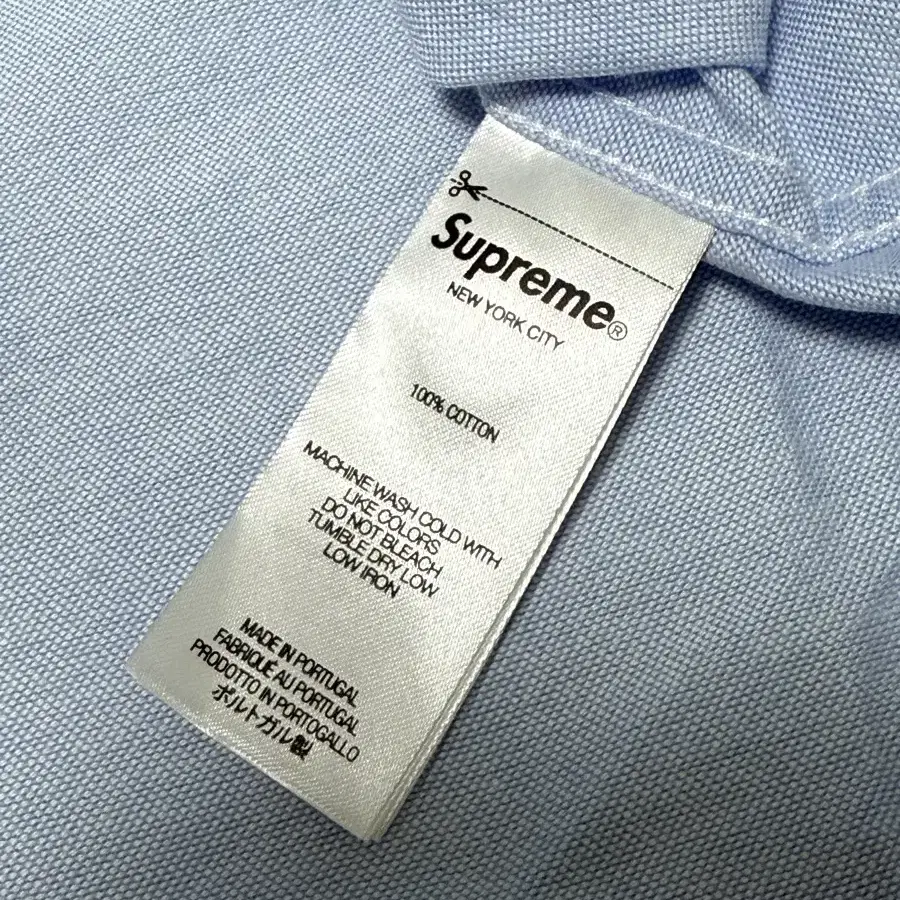 Supreme®
NEW YORK CITY
100% COTTON
MACHINE WASH COLD WITH
LIKE COLORS
DO NOT BLEACH
TUMBLE DRY LOW
LOW IRON
MADE IN PORTUGAL
FABRIQUÉ AU PORTUGAL
PRODOTTO IN PORTOGALLO
ポルトガル製